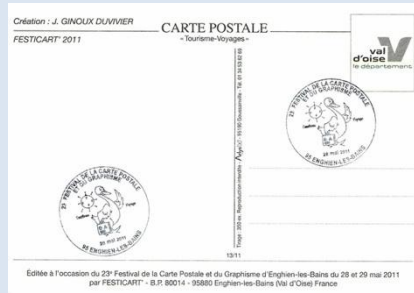 Création : J. GINOUX DUVIVIER
FESTICART' 2011
CARTE POSTALE
- Tourisme-Voyages -
val
d'oise
le département
23e FESTIVAL DE LA CARTE POSTALE
ET DU GRAPHISME
28 mai 2011
95 ENGHIEN-LES-BAINS
23e FESTIVAL DE LA CARTE POSTALE
ET DU GRAPHISME
95 ENGHIEN-LES-BAINS
13/11
Éditée à l'occasion du 23e Festival de la Carte Postale et du Graphisme d'Enghien-les-Bains du 28 et 29 mai 2011
par FESTICART' - B.P. 80014 - 95880 Enghien-les-Bains (Val d'Oise) France